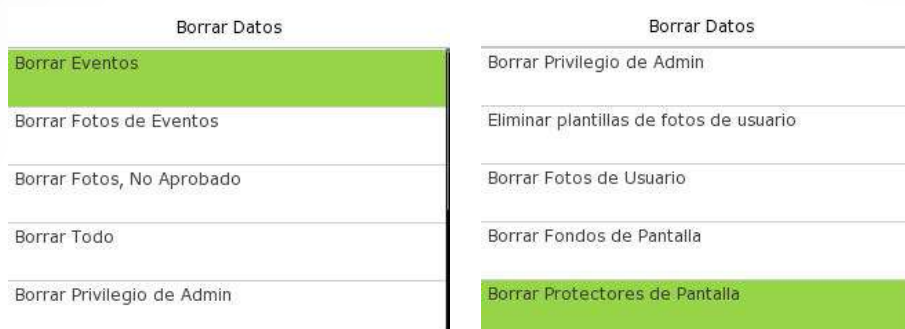 Borrar Datos
Borrar Eventos
Borrar Fotos de Eventos
Borrar Fotos, No Aprobado
Borrar Todo
Borrar Privilegio de Admin
Borrar Datos
Borrar Privilegio de Admin
Eliminar plantillas de fotos de usuario
Borrar Fotos de Usuario
Borrar Fondos de Pantalla
Borrar Protectores de Pantalla